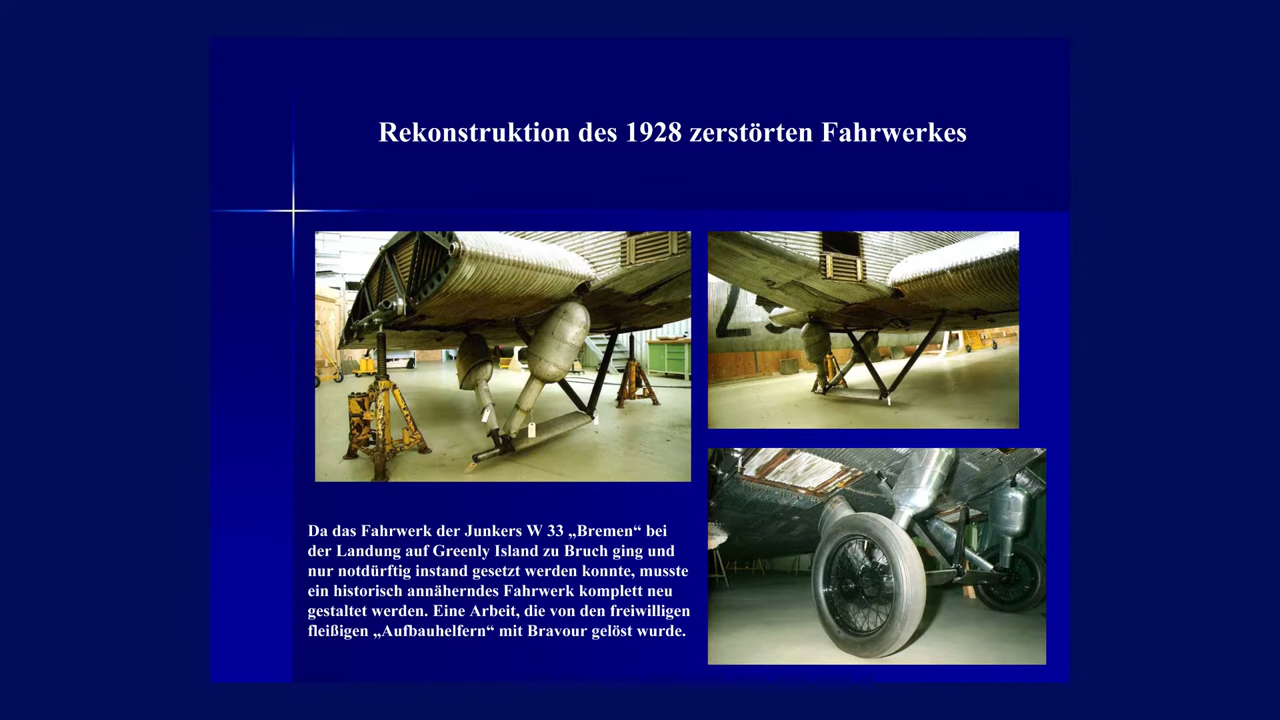 Rekonstruktion des 1928 zerstörten Fahrwerkes
Da das Fahrwerk der Junkers W 33 „Bremen“ bei
der Landung auf Greenly Island zu Bruch ging und
nur notdürftig instand gesetzt werden konnte, musste
ein historisch annäherndes Fahrwerk komplett neu
gestaltet werden. Eine Arbeit, die von den freiwilligen
fleißigen „Aufbauhelfern“ mit Bravour gelöst wurde.